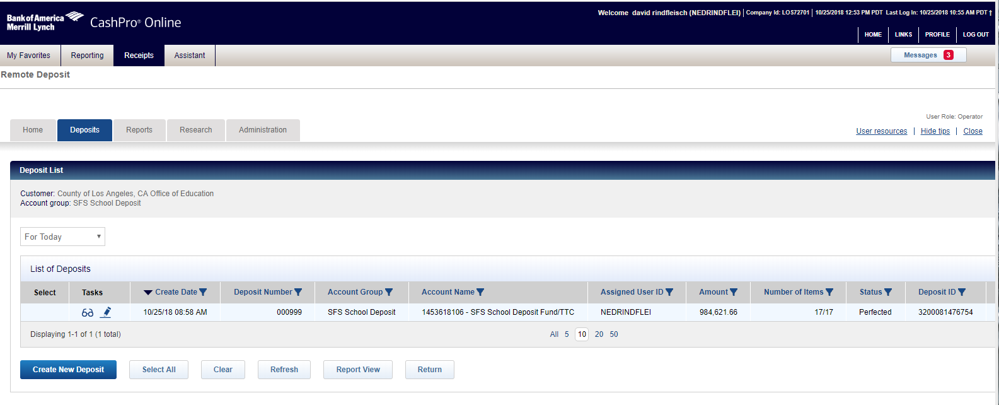 Bank of America
Merrill Lynch
CashPro® Online
Welcome david rindfleisch (NEDRINDFLEI) | Company Id: LOS72701 | 10/25/2018 12:53 PM PDT Last Log In: 10/25/2018 10:55 AM PDT †
HOME | LINKS | PROFILE | LOG OUT
My Favorites Reporting Receipts Assistant Messages 3
Remote Deposit
User Role: Operator
Home Deposits Reports Research Administration User resources | Hide tips | Close
Deposit List
Customer: County of Los Angeles, CA Office of Education
Account group: SFS School Deposit
For Today
List of Deposits
Select Tasks Create Date Deposit Number Account Group Account Name Assigned User ID Amount Number of Items Status Deposit ID
10/25/18 08:58 AM 000999 SFS School Deposit 1453618106 - SFS School Deposit Fund/TTC NEDRINDFLEI 984,621.66 17/17 Perfected 3200081476754
Displaying 1-1 of 1 (1 total) All 5 10 20 50
Create New Deposit Select All Clear Refresh Report View Return